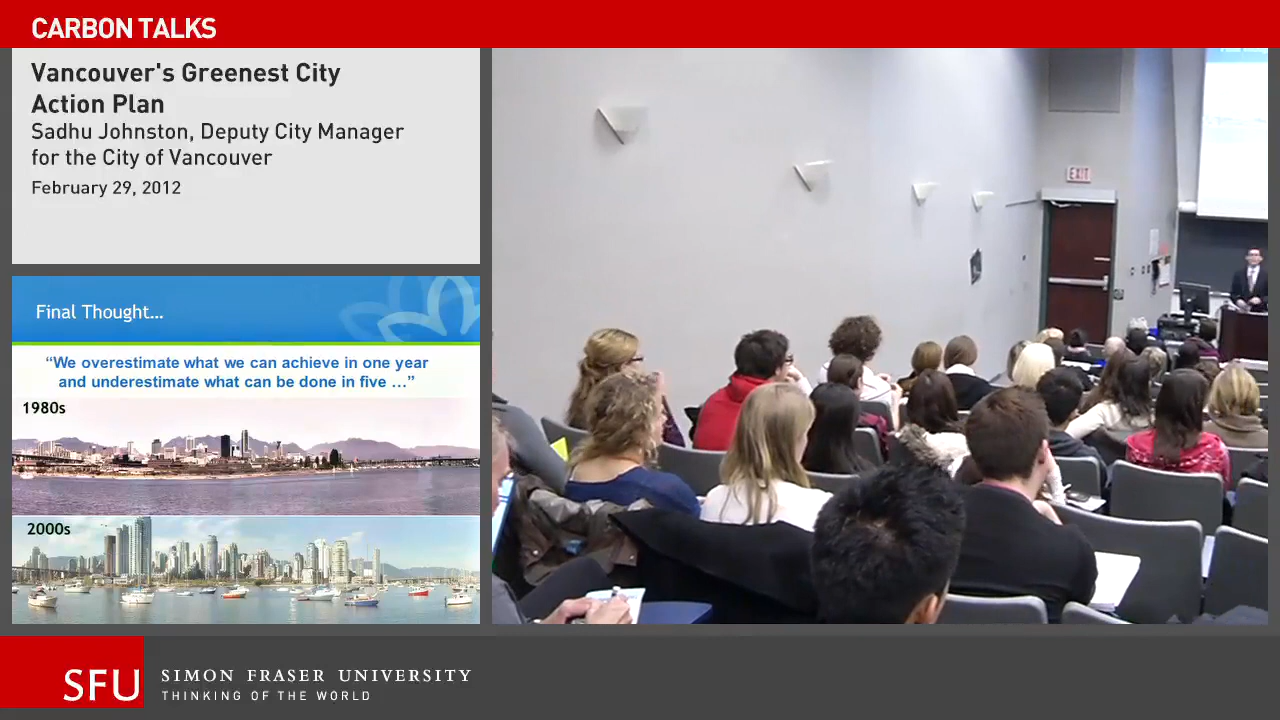 CARBON TALKS
Vancouver's Greenest City
Action Plan
Sadhu Johnston, Deputy City Manager
for the City of Vancouver
February 29, 2012
Final Thought...
“We overestimate what we can achieve in one year
and underestimate what can be done in five ...”
1980s
2000s
EXIT
SFU
SIMON FRASER UNIVERSITY
THINKING OF THE WORLD